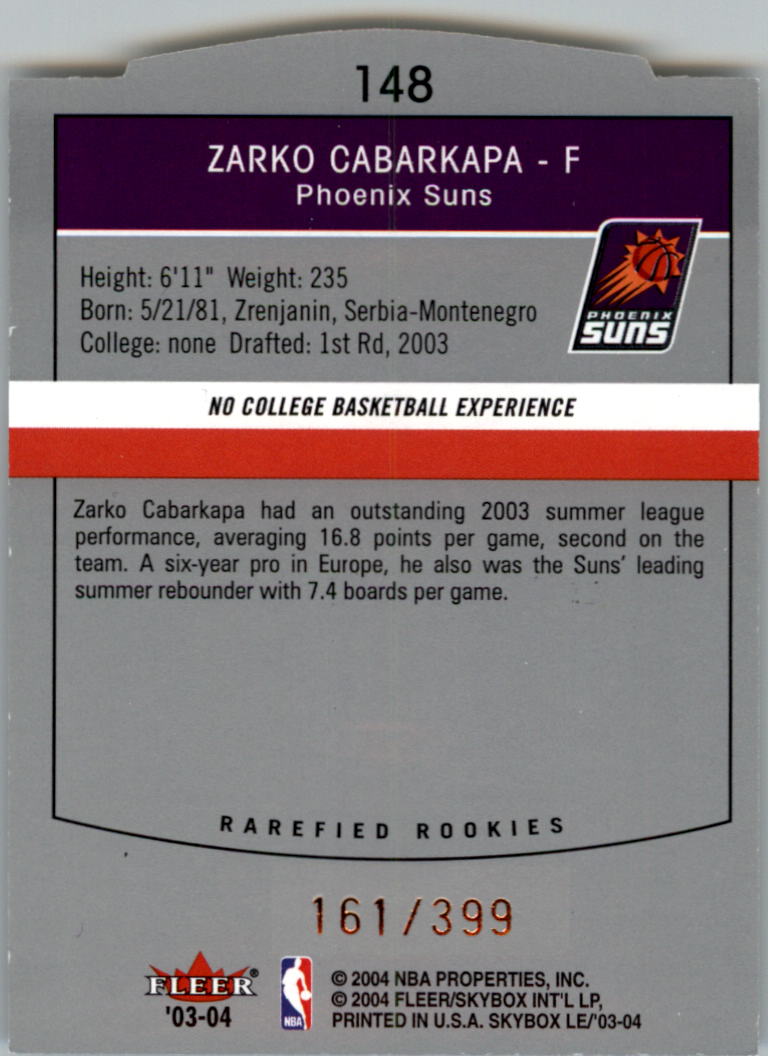 148
ZARKO CABARKAPA - F
Phoenix Suns
PHOENIX
SUNS
Height: 6'11" Weight: 235
Born: 5/21/81, Zrenjanin, Serbia-Montenegro
College: none Drafted: 1st Rd, 2003
NO COLLEGE BASKETBALL EXPERIENCE
Zarko Cabarkapa had an outstanding 2003 summer league
performance, averaging 16.8 points per game, second on the
team. A six-year pro in Europe, he also was the Suns' leading
summer rebounder with 7.4 boards per game.
RAREFIED ROOKIES
161/399
FLEER®
'03-04
NBA
© 2004 NBA PROPERTIES, INC.
© 2004 FLEER/SKYBOX INT'L LP,
PRINTED IN U.S.A. SKYBOX LE/'03-04